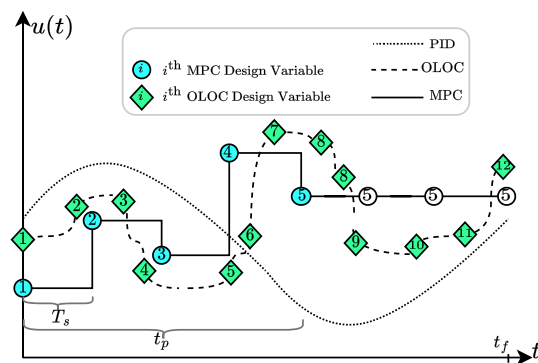 u(t)
PID
i ith MPC Design Variable
OLOC
i ith OLOC Design Variable
MPC
7
8
4
8
12
5 5 5 5
2 3
2
1
6
11
9 10
3
4
5
1
Ts
tp
tf
t